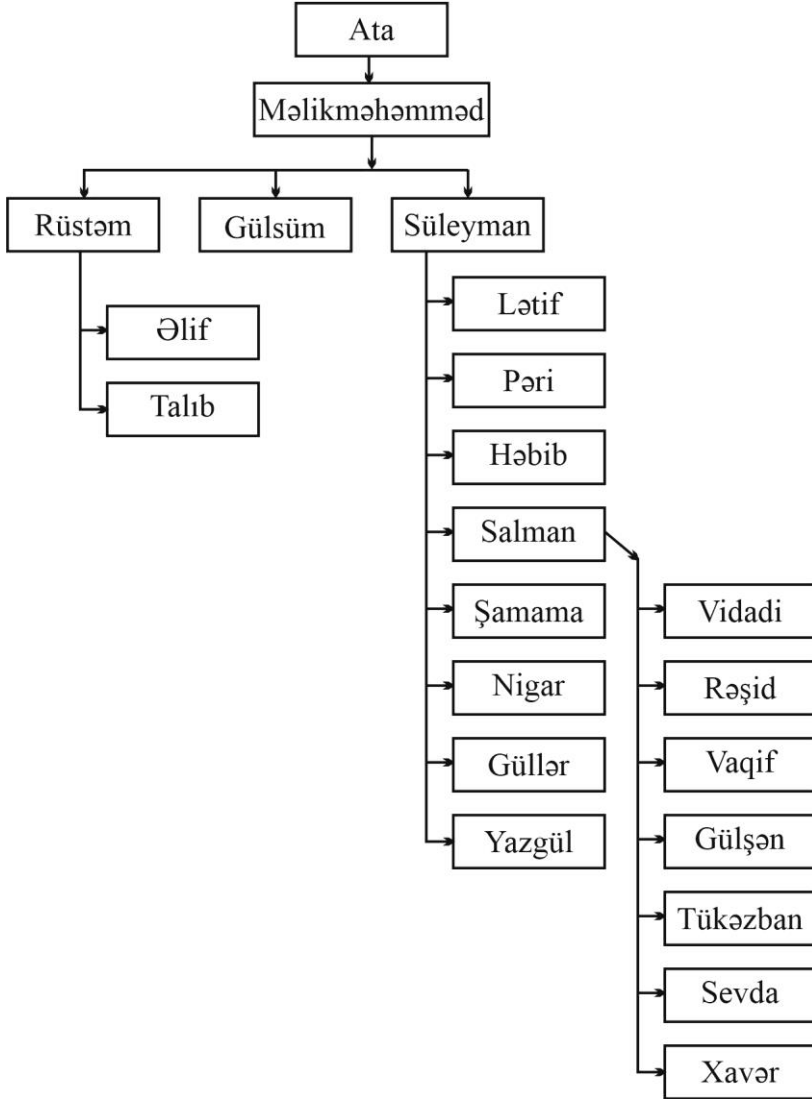 Ata
Məlikməhəmməd
Rüstəm
Gülsüm
Süleyman
Əlif
Talıb
Lətif
Pəri
Həbib
Salman
Şamama
Nigar
Güllər
Yazgül
Vidadi
Rəşid
Vaqif
Gülşən
Tükəzban
Sevda
Xavər